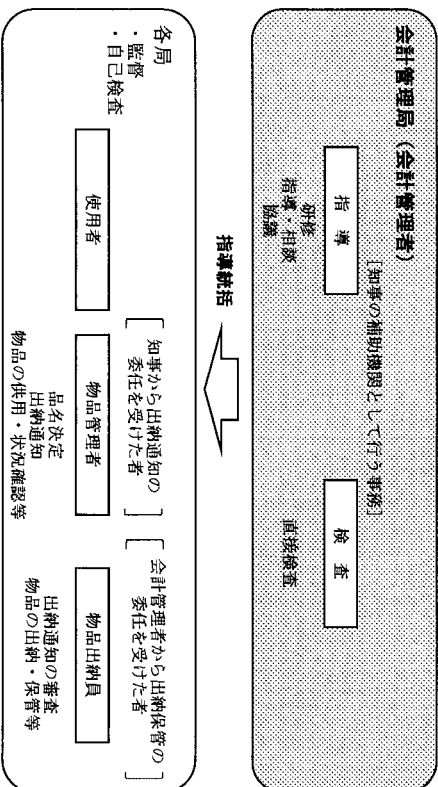 会計管理局（会計管理者）
［知事の補助機関として行う事務］
指　導
研修
指導・相談
協議
検　査
直接検査
指導統括
各局
・監督
・自己検査
使用者
知事から出納通知の
委任を受けた者
物品管理者
品名決定
出納通知
物品の供用・状況確認等
会計管理者から出納保管の
委任を受けた者
物品出納員
出納通知の審査
物品の出納・保管等